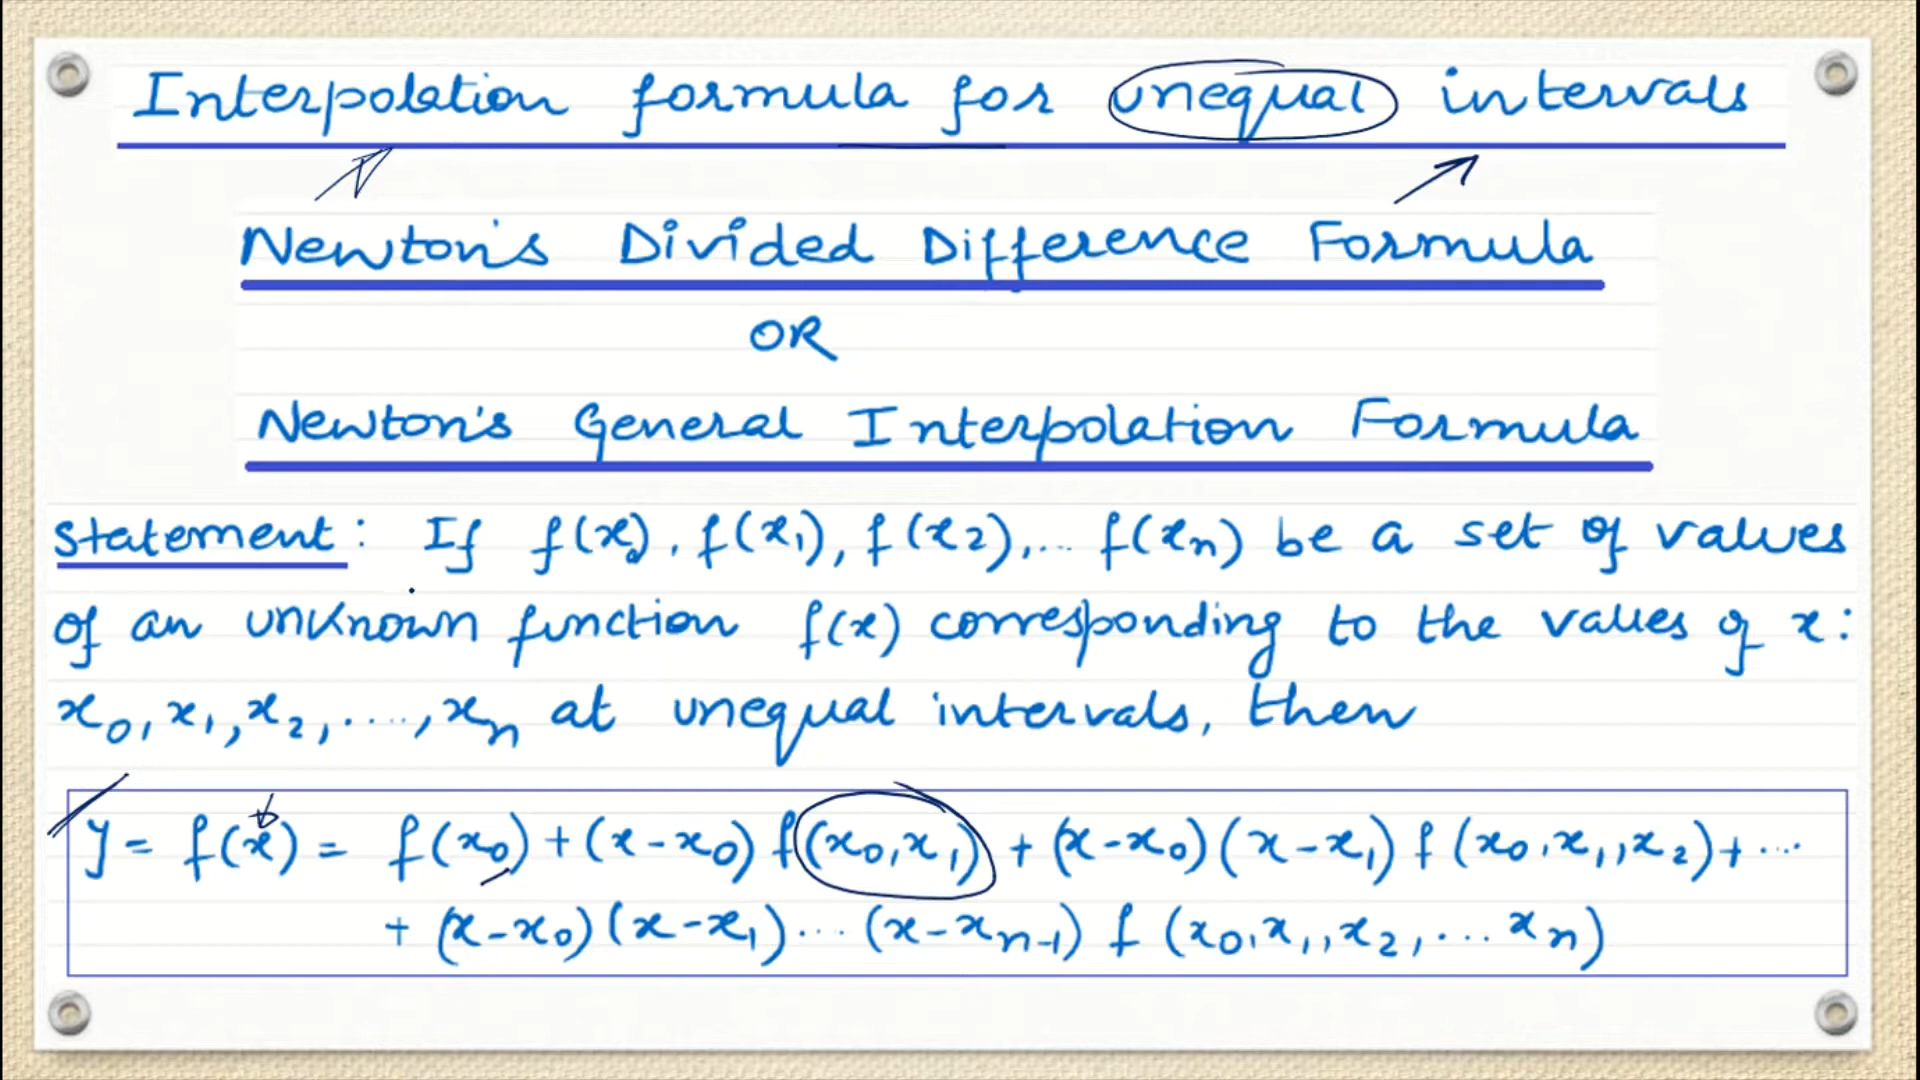 Interpolation formula for unequal intervals
Newton's Divided Difference Formula
OR
Newton's General Interpolation Formula
Statement: If f(x₀), f(x₁), f(x₂),... f(xₙ) be a set of values
of an unknown function f(x) corresponding to the values of x:
x₀, x₁, x₂, ...., xₙ at unequal intervals, then
y = f(x) = f(x₀) + (x-x₀) f(x₀,x₁) + (x-x₀)(x-x₁) f(x₀,x₁,x₂)+...
+ (x-x₀)(x-x₁)...(x-xₙ₋₁) f(x₀,x₁,x₂,...xₙ)